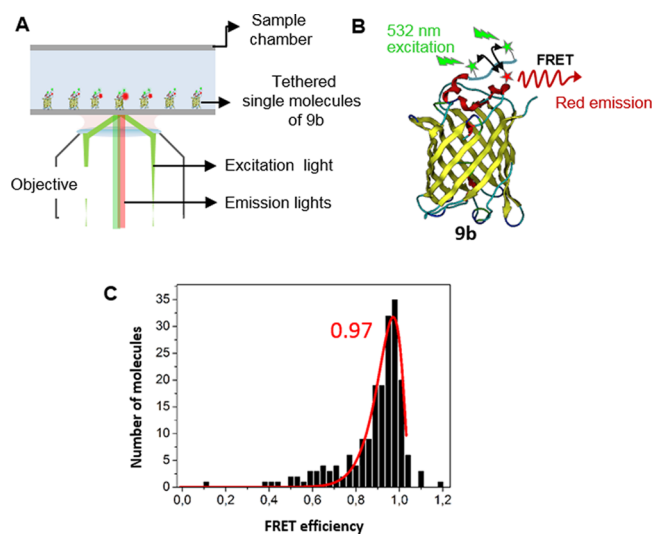 A
Sample
chamber
Tethered
single molecules
of 9b
Excitation light
Objective
Emission lights
B
532 nm
excitation
FRET
Red emission
9b
C
Number of molecules
35
30
25
20
15
10
5
0
0.97
0,0 0,2 0,4 0,6 0,8 1,0 1,2
FRET efficiency